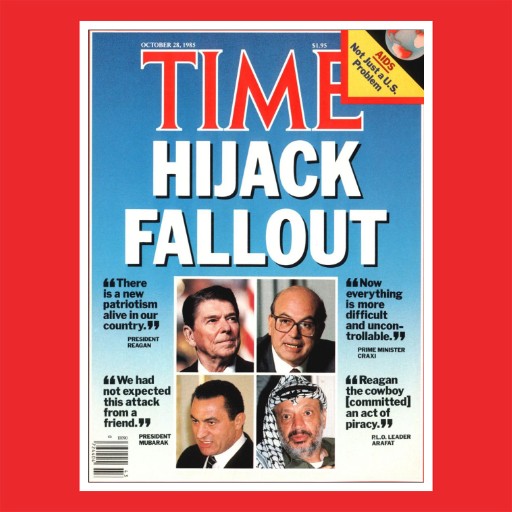 OCTOBER 28, 1985
$1.95
TIME
AIDS
Not Just a U.S.
Problem
HIJACK
FALLOUT
“There
is a new
patriotism
alive in our
country.”
PRESIDENT
REAGAN
“Now
everything
is more
difficult
and uncon-
trollable.”
PRIME MINISTER
CRAXI
“We had
not expected
this attack
from a
friend.”
PRESIDENT
MUBARAK
“Reagan
the cowboy
[committed]
an act of
piracy.”
P.L.O. LEADER
ARAFAT